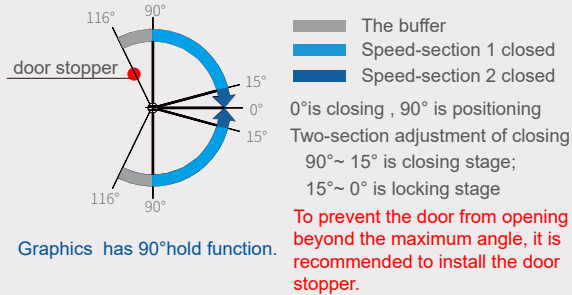 116°
90°
door stopper
15°
0°
15°
116°
90°
Graphics has 90°hold function.
The buffer
Speed-section 1 closed
Speed-section 2 closed
0°is closing , 90° is positioning
Two-section adjustment of closing
90°~ 15° is closing stage;
15°~ 0° is locking stage
To prevent the door from opening
beyond the maximum angle, it is
recommended to install the door
stopper.